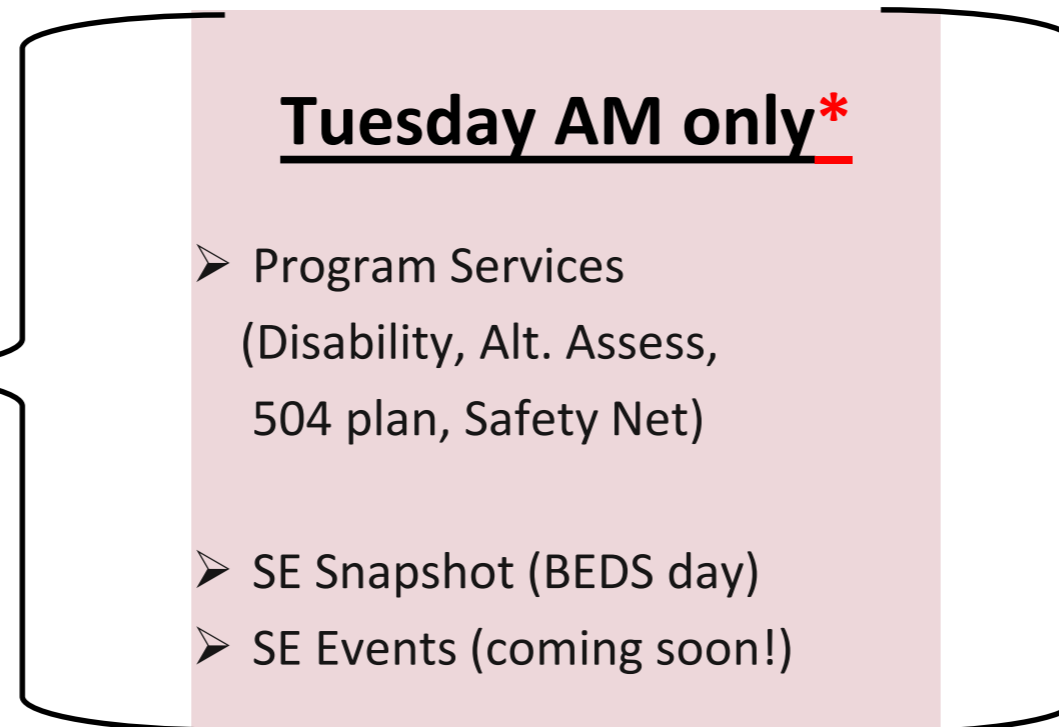 Tuesday AM only*
➢ Program Services
(Disability, Alt. Assess,
504 plan, Safety Net)
➢ SE Snapshot (BEDS day)
➢ SE Events (coming soon!)